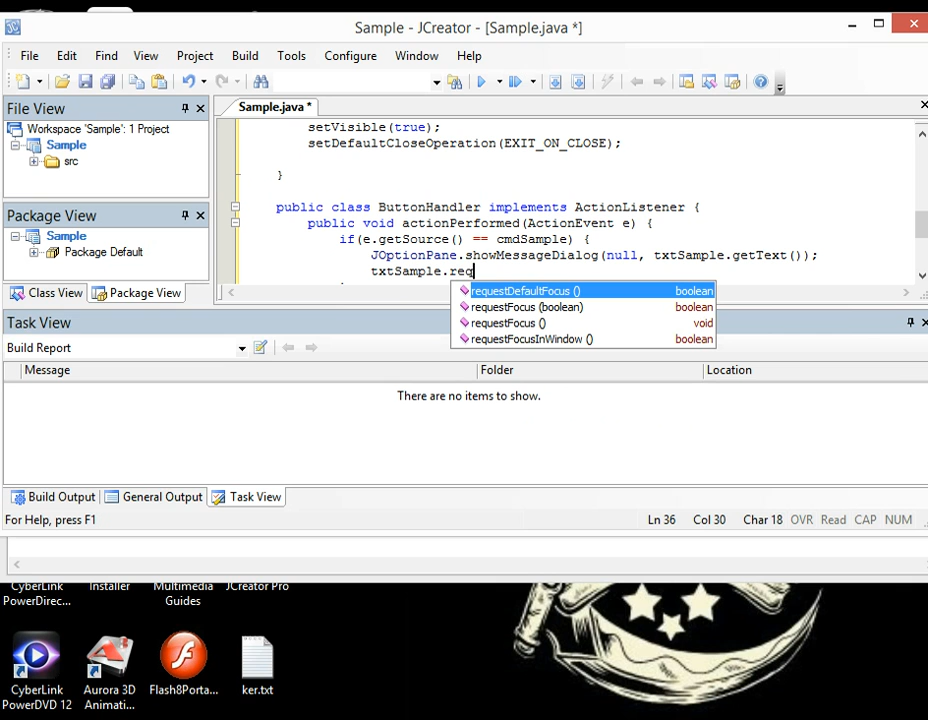 Sample - JCreator - [Sample.java *]
File Edit Find View Project Build Tools Configure Window Help
File View
Workspace 'Sample': 1 Project
Sample
src
Package View
Sample
Package Default
Class View Package View
Sample.java *
setVisible(true);
setDefaultCloseOperation(EXIT_ON_CLOSE);
}
public class ButtonHandler implements ActionListener {
public void actionPerformed(ActionEvent e) {
if(e.getSource() == cmdSample) {
JOptionPane.showMessageDialog(null, txtSample.getText());
txtSample.req
requestDefaultFocus () boolean
requestFocus (boolean) boolean
requestFocus () void
requestFocusInWindow () boolean
Task View
Build Report
Message Folder Location
There are no items to show.
Build Output General Output Task View
For Help, press F1 Ln 36 Col 30 Char 18 OVR Read CAP NUM
CyberLink PowerDirec...
Installer
Multimedia Guides
JCreator Pro
CyberLink PowerDVD 12
Aurora 3D Animati...
Flash8Porta...
ker.txt